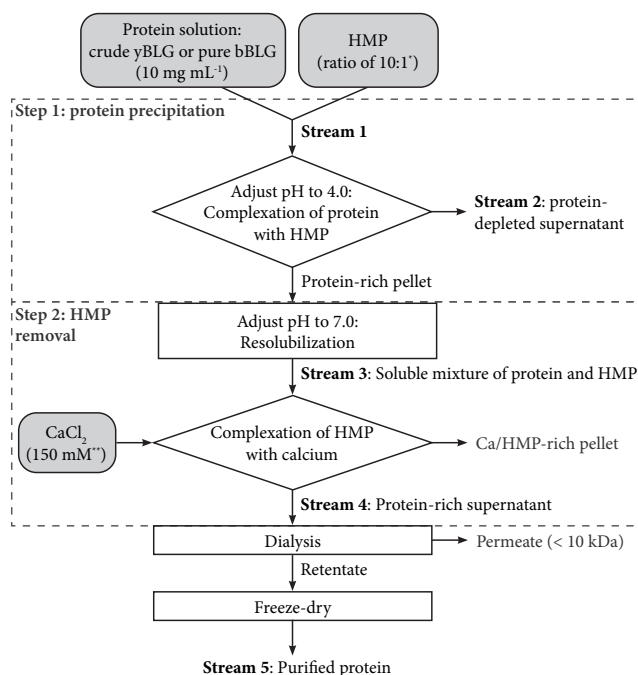 Protein solution:
crude yBLG or pure bBLG
(10 mg mL⁻¹)
HMP
(ratio of 10:1*)
Step 1: protein precipitation
Stream 1
Adjust pH to 4.0:
Complexation of protein
with HMP
Stream 2: protein-
depleted supernatant
Protein-rich pellet
Step 2: HMP
removal
Adjust pH to 7.0:
Resolubilization
Stream 3: Soluble mixture of protein and HMP
CaCl₂
(150 mM**)
Complexation of HMP
with calcium
Ca/HMP-rich pellet
Stream 4: Protein-rich supernatant
Dialysis
Permeate (< 10 kDa)
Retentate
Freeze-dry
Stream 5: Purified protein